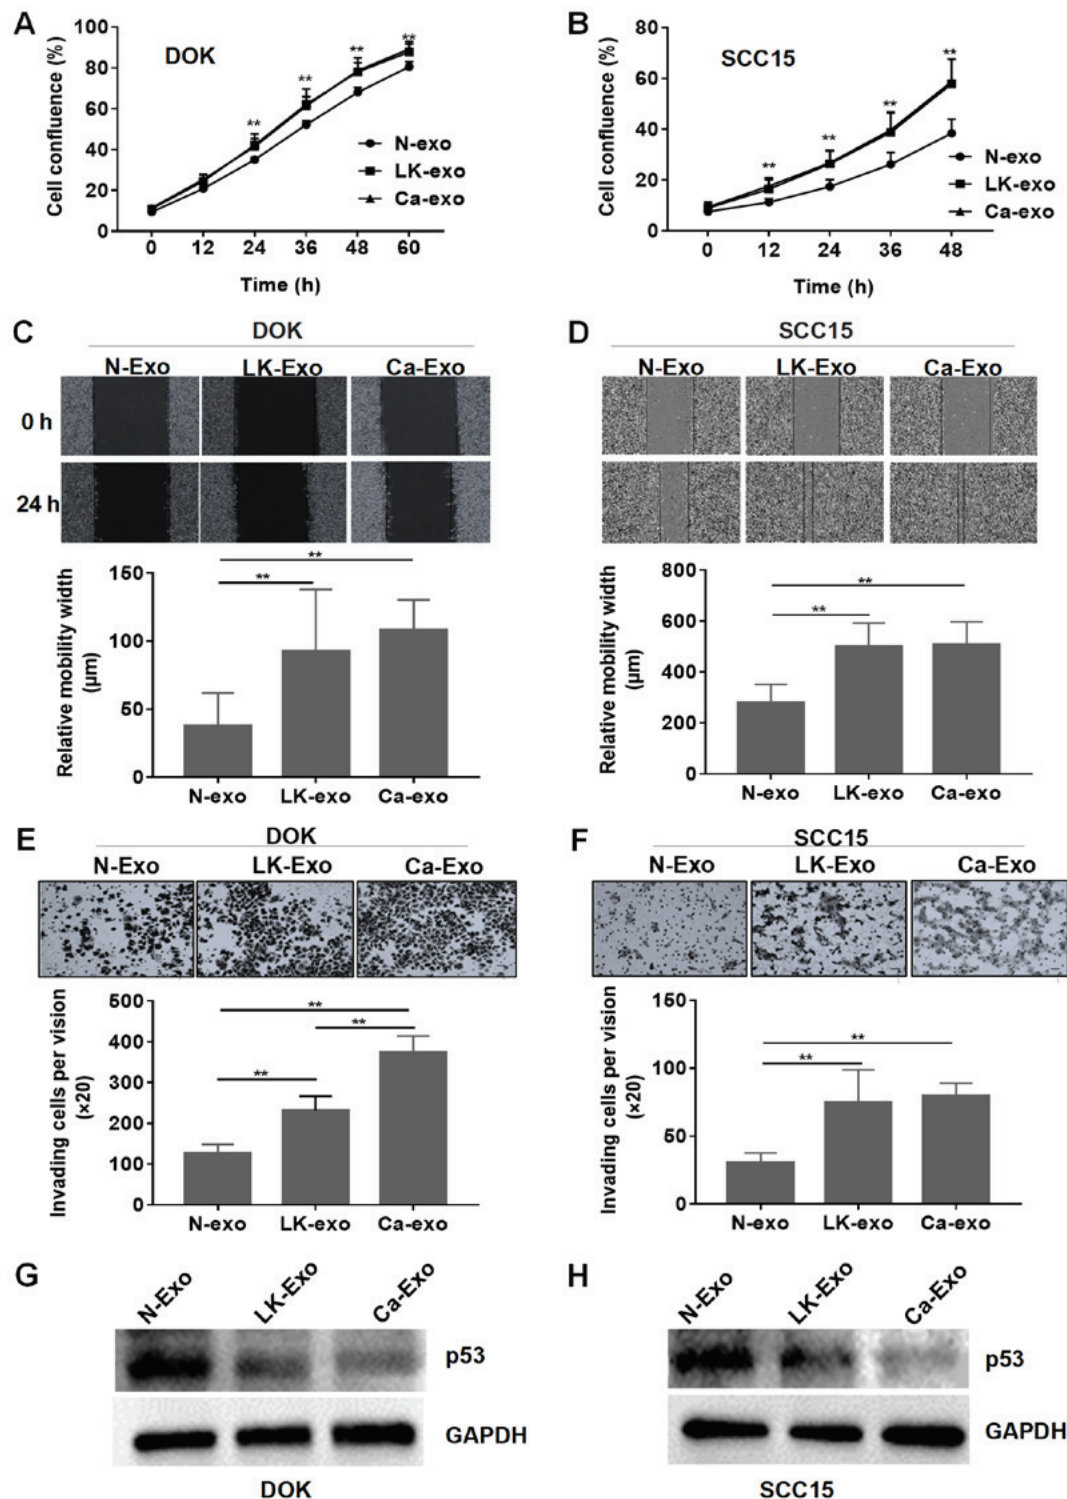 A
B
DOK
SCC15
Cell confluence (%)
100
80
60
40
20
0
** ** ** ** **
N-exo
LK-exo
Ca-exo
0 12 24 36 48 60
Time (h)
Cell confluence (%)
80
60
40
20
0
** ** ** **
N-exo
LK-exo
Ca-exo
0 12 24 36 48
Time (h)
C
DOK
N-Exo LK-Exo Ca-Exo
0 h
24 h
Relative mobility width
(µm)
150
100
50
0
**
**
N-exo LK-exo Ca-exo
D
SCC15
N-Exo LK-Exo Ca-Exo
Relative mobility width
(µm)
800
600
400
200
0
**
**
N-exo LK-exo Ca-exo
E
DOK
N-Exo LK-Exo Ca-Exo
Invading cells per vision
(×20)
500
400
300
200
100
0
**
**
**
N-exo LK-exo Ca-exo
F
SCC15
N-Exo LK-Exo Ca-Exo
Invading cells per vision
(×20)
150
100
50
0
**
**
N-exo LK-exo Ca-exo
G
N-Exo LK-Exo Ca-Exo
p53
GAPDH
DOK
H
N-Exo LK-Exo Ca-Exo
p53
GAPDH
SCC15